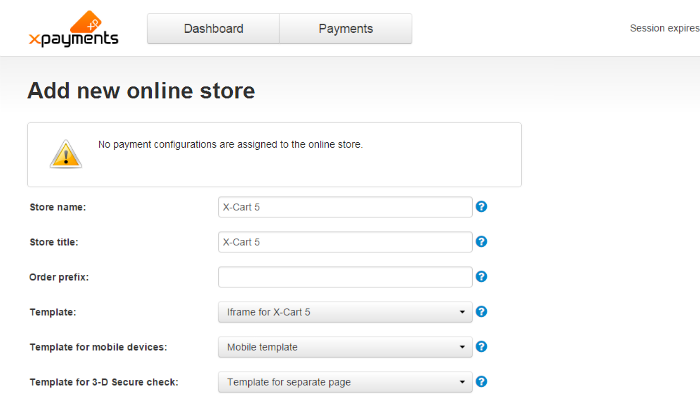 xpayments
Dashboard
Payments
Session expires
Add new online store
No payment configurations are assigned to the online store.
Store name:
X-Cart 5
Store title:
X-Cart 5
Order prefix:
Template:
Iframe for X-Cart 5
Template for mobile devices:
Mobile template
Template for 3-D Secure check:
Template for separate page